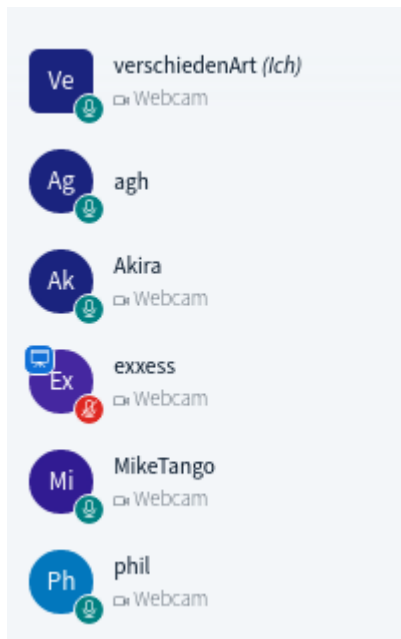 Ve
verschiedenArt (Ich)
Webcam
Ag
agh
Ak
Akira
Webcam
Ex
exxess
Webcam
Mi
MikeTango
Webcam
Ph
phil
Webcam